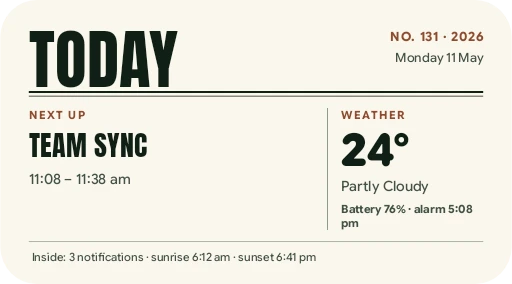 TODAY
NO. 131 · 2026
Monday 11 May
NEXT UP
TEAM SYNC
11:08 – 11:38 am
WEATHER
24°
Partly Cloudy
Battery 76% · alarm 5:08
pm
Inside: 3 notifications · sunrise 6:12 am · sunset 6:41 pm